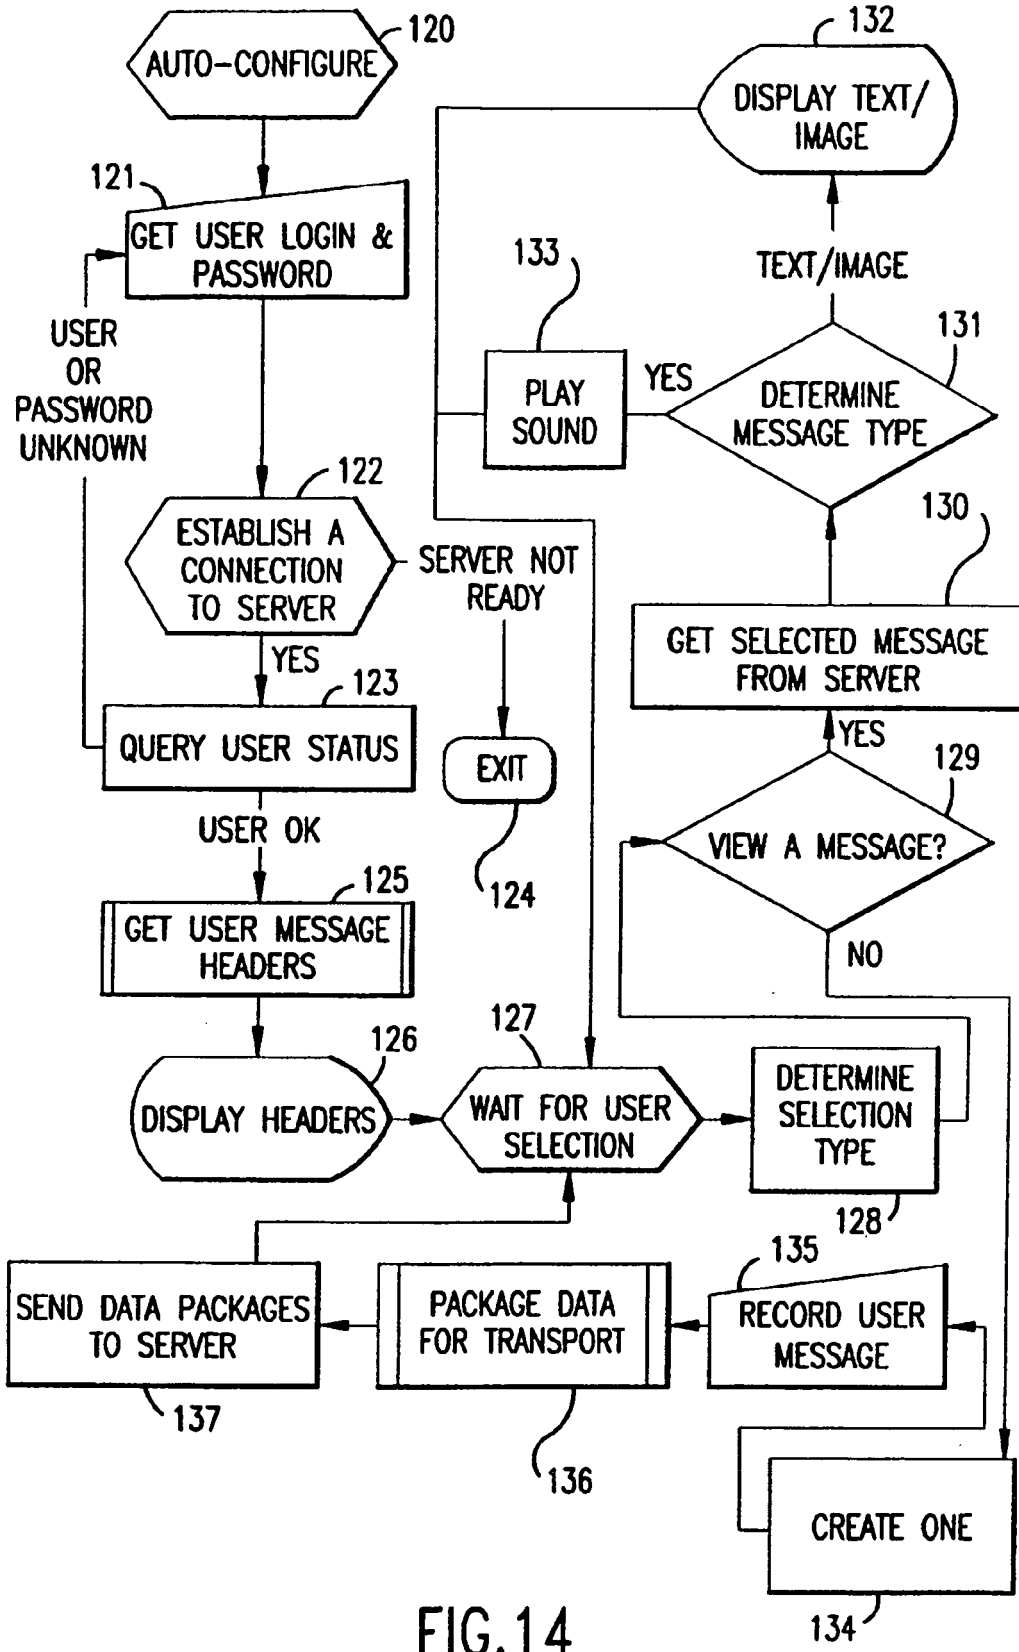 120
AUTO-CONFIGURE
121
GET USER LOGIN &
PASSWORD
USER
OR
PASSWORD
UNKNOWN
122
ESTABLISH A
CONNECTION
TO SERVER
SERVER NOT
READY
YES
123
QUERY USER STATUS
EXIT
124
USER OK
125
GET USER MESSAGE
HEADERS
126
DISPLAY HEADERS
127
WAIT FOR USER
SELECTION
DETERMINE
SELECTION
TYPE
128
129
VIEW A MESSAGE?
YES
NO
130
GET SELECTED MESSAGE
FROM SERVER
131
DETERMINE
MESSAGE TYPE
TEXT/IMAGE
132
DISPLAY TEXT/
IMAGE
YES
133
PLAY
SOUND
CREATE ONE
134
135
RECORD USER
MESSAGE
PACKAGE DATA
FOR TRANSPORT
136
SEND DATA PACKAGES
TO SERVER
137
FIG.14